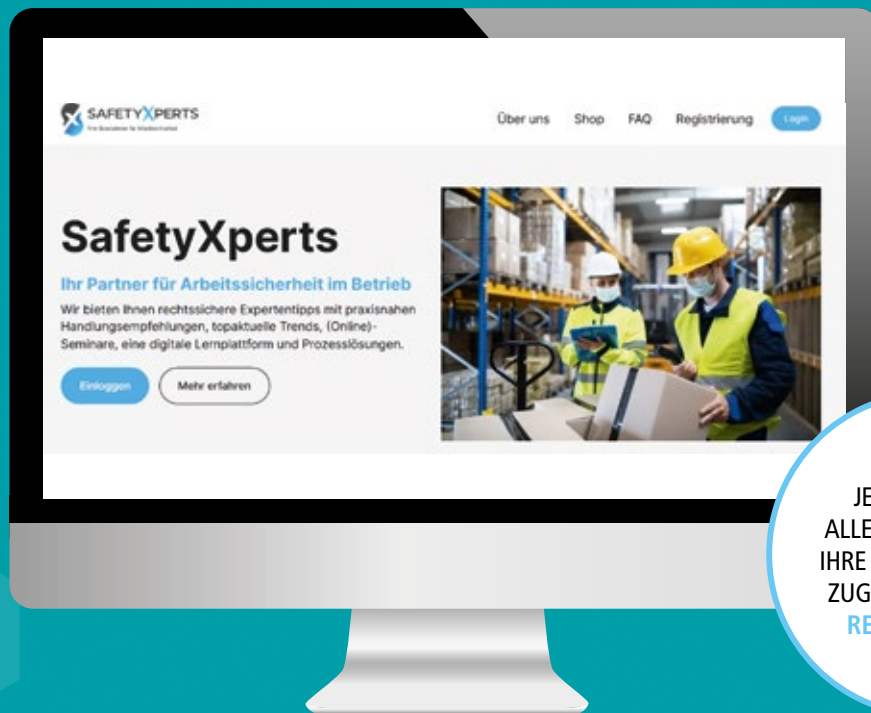 SAFETYXPERTS
Über uns Shop FAQ Registrierung Login
SafetyXperts
Ihr Partner für Arbeitssicherheit im Betrieb
Wir bieten Ihnen rechtssichere Expertentipps mit praxisnahen
Handlungsempfehlungen, topaktuelle Trends, (Online)-
Seminare, eine digitale Lernplattform und Prozesslösungen.
Einloggen Mehr erfahren
JE
ALLE
IHRE
ZUG
RE